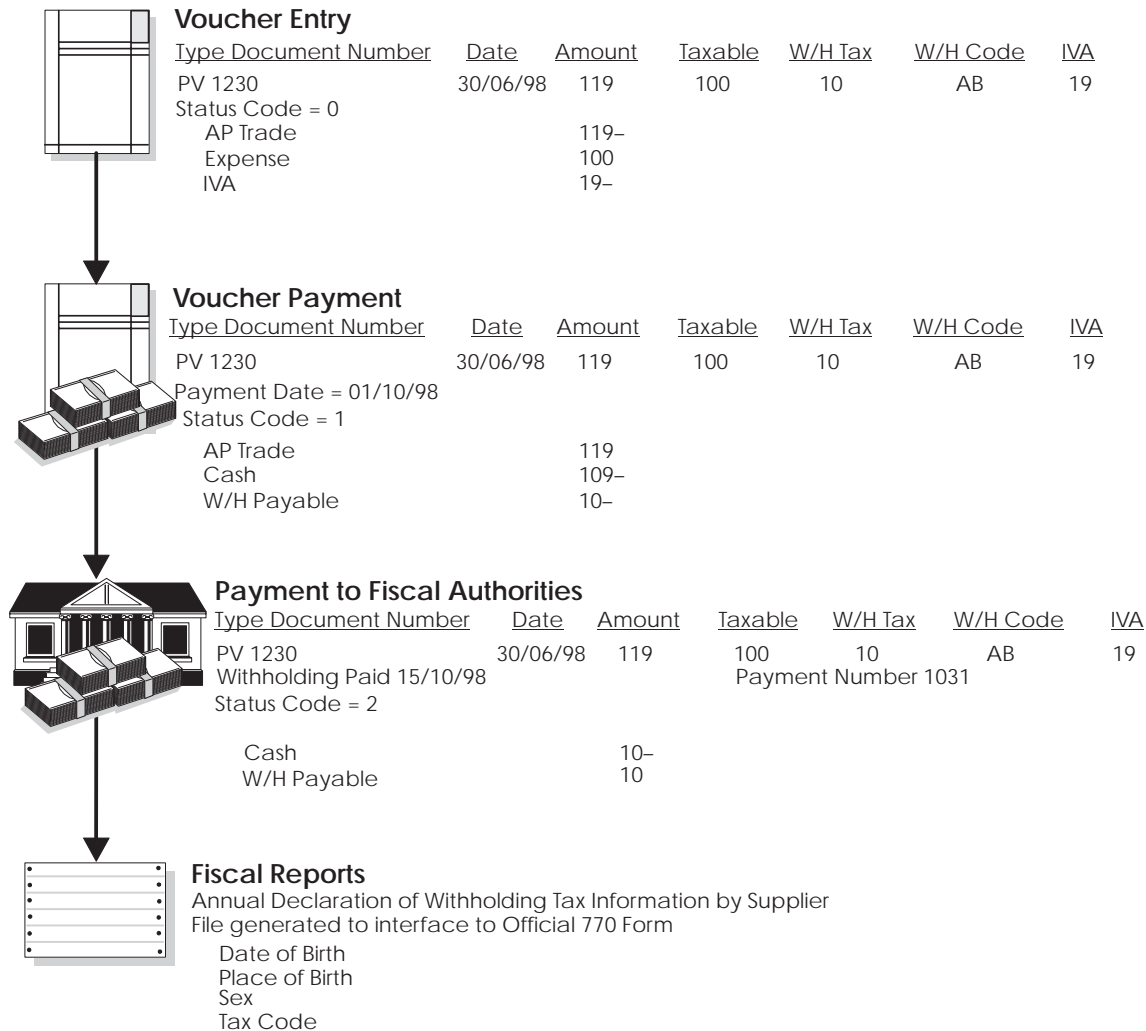 Voucher Entry
Type Document Number Date Amount Taxable W/H Tax W/H Code IVA
PV 1230 30/06/98 119 100 10 AB 19
Status Code = 0
AP Trade 119–
Expense 100
IVA 19–
Voucher Payment
Type Document Number Date Amount Taxable W/H Tax W/H Code IVA
PV 1230 30/06/98 119 100 10 AB 19
Payment Date = 01/10/98
Status Code = 1
AP Trade 119
Cash 109–
W/H Payable 10–
Payment to Fiscal Authorities
Type Document Number Date Amount Taxable W/H Tax W/H Code IVA
PV 1230 30/06/98 119 100 10 AB 19
Withholding Paid 15/10/98 Payment Number 1031
Status Code = 2
Cash 10–
W/H Payable 10
Fiscal Reports
Annual Declaration of Withholding Tax Information by Supplier
File generated to interface to Official 770 Form
Date of Birth
Place of Birth
Sex
Tax Code